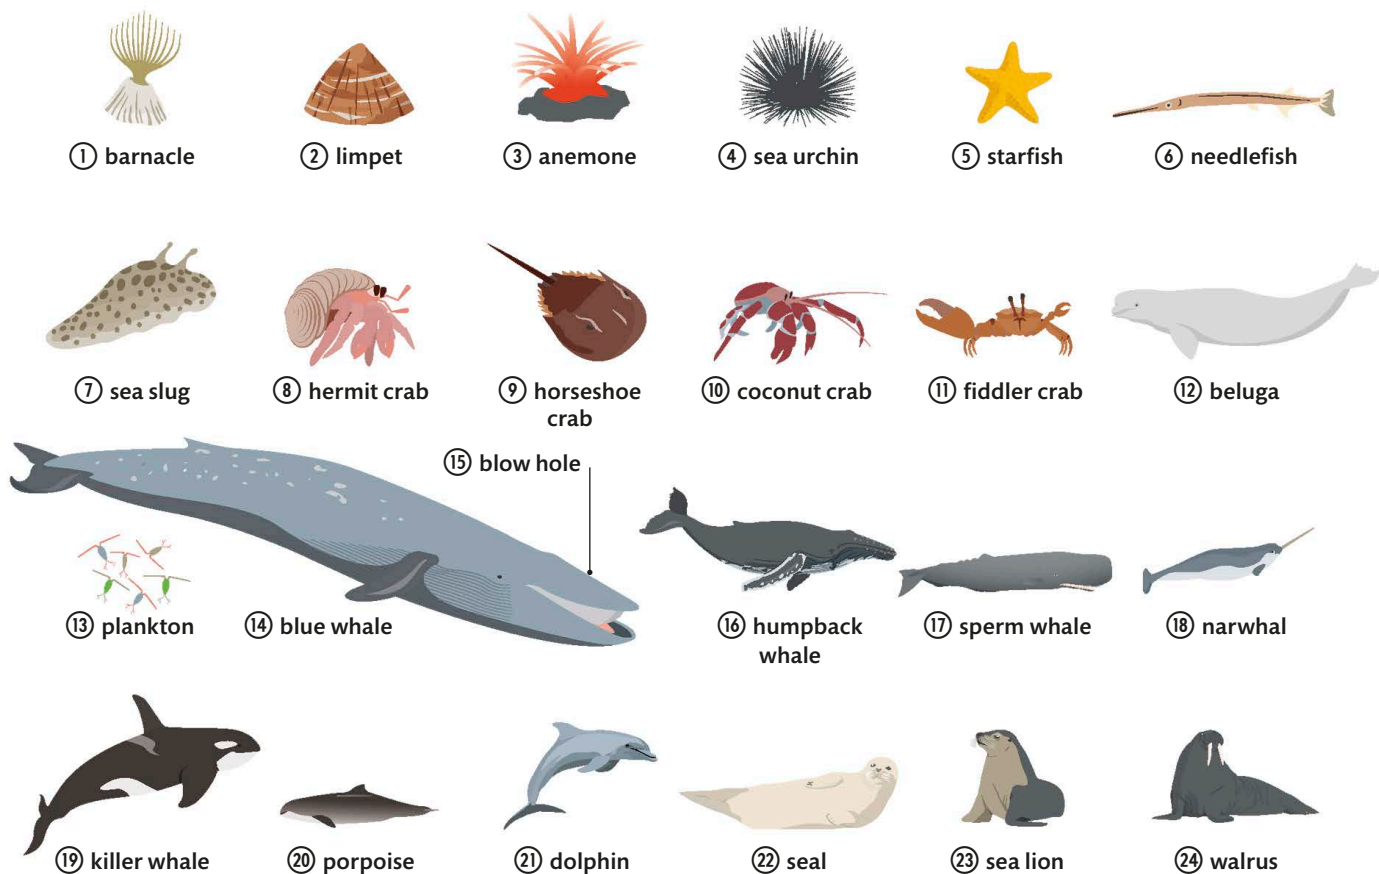 ① barnacle
② limpet
③ anemone
④ sea urchin
⑤ starfish
⑥ needlefish
⑦ sea slug
⑧ hermit crab
⑨ horseshoe
crab
⑩ coconut crab
⑪ fiddler crab
⑫ beluga
⑬ plankton
⑭ blue whale
⑮ blow hole
⑯ humpback
whale
⑰ sperm whale
⑱ narwhal
⑲ killer whale
⑳ porpoise
㉑ dolphin
㉒ seal
㉓ sea lion
㉔ walrus